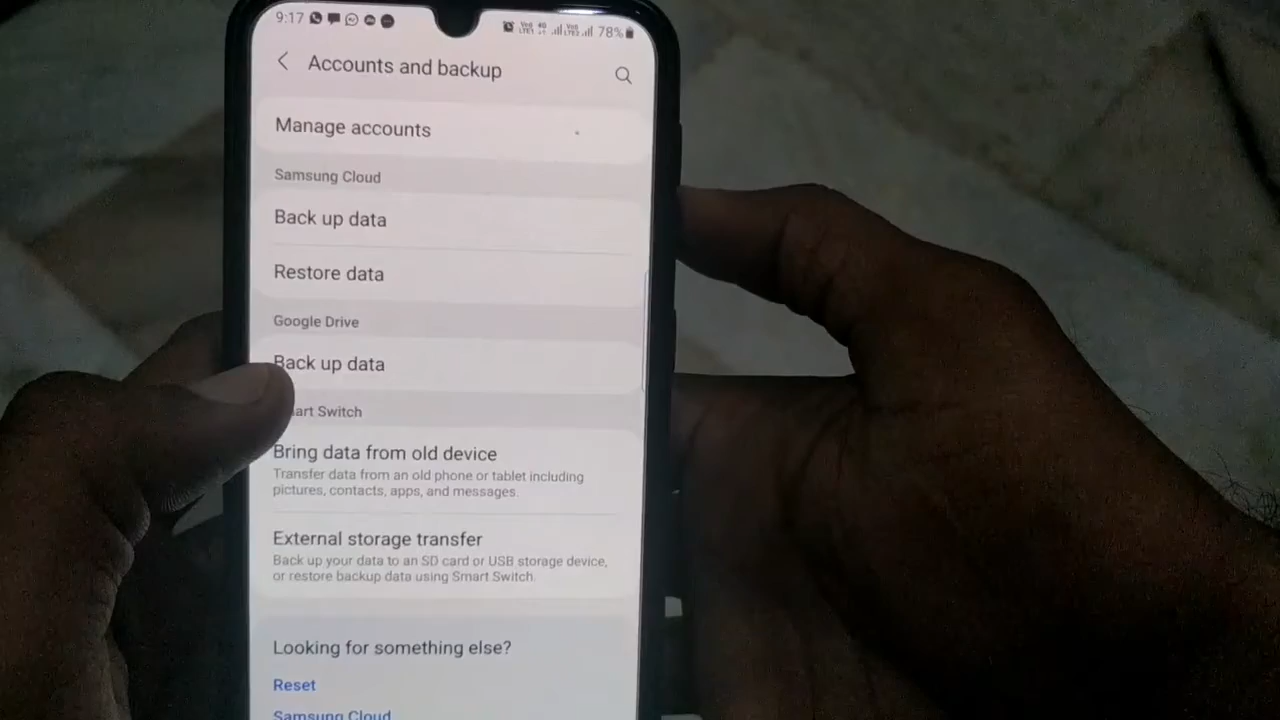 9:17
78%
Accounts and backup
Manage accounts
Samsung Cloud
Back up data
Restore data
Google Drive
Back up data
art Switch
Bring data from old device
Transfer data from an old phone or tablet including
pictures, contacts, apps, and messages.
External storage transfer
Back up your data to an SD card or USB storage device,
or restore backup data using Smart Switch.
Looking for something else?
Reset
Samsung Cloud